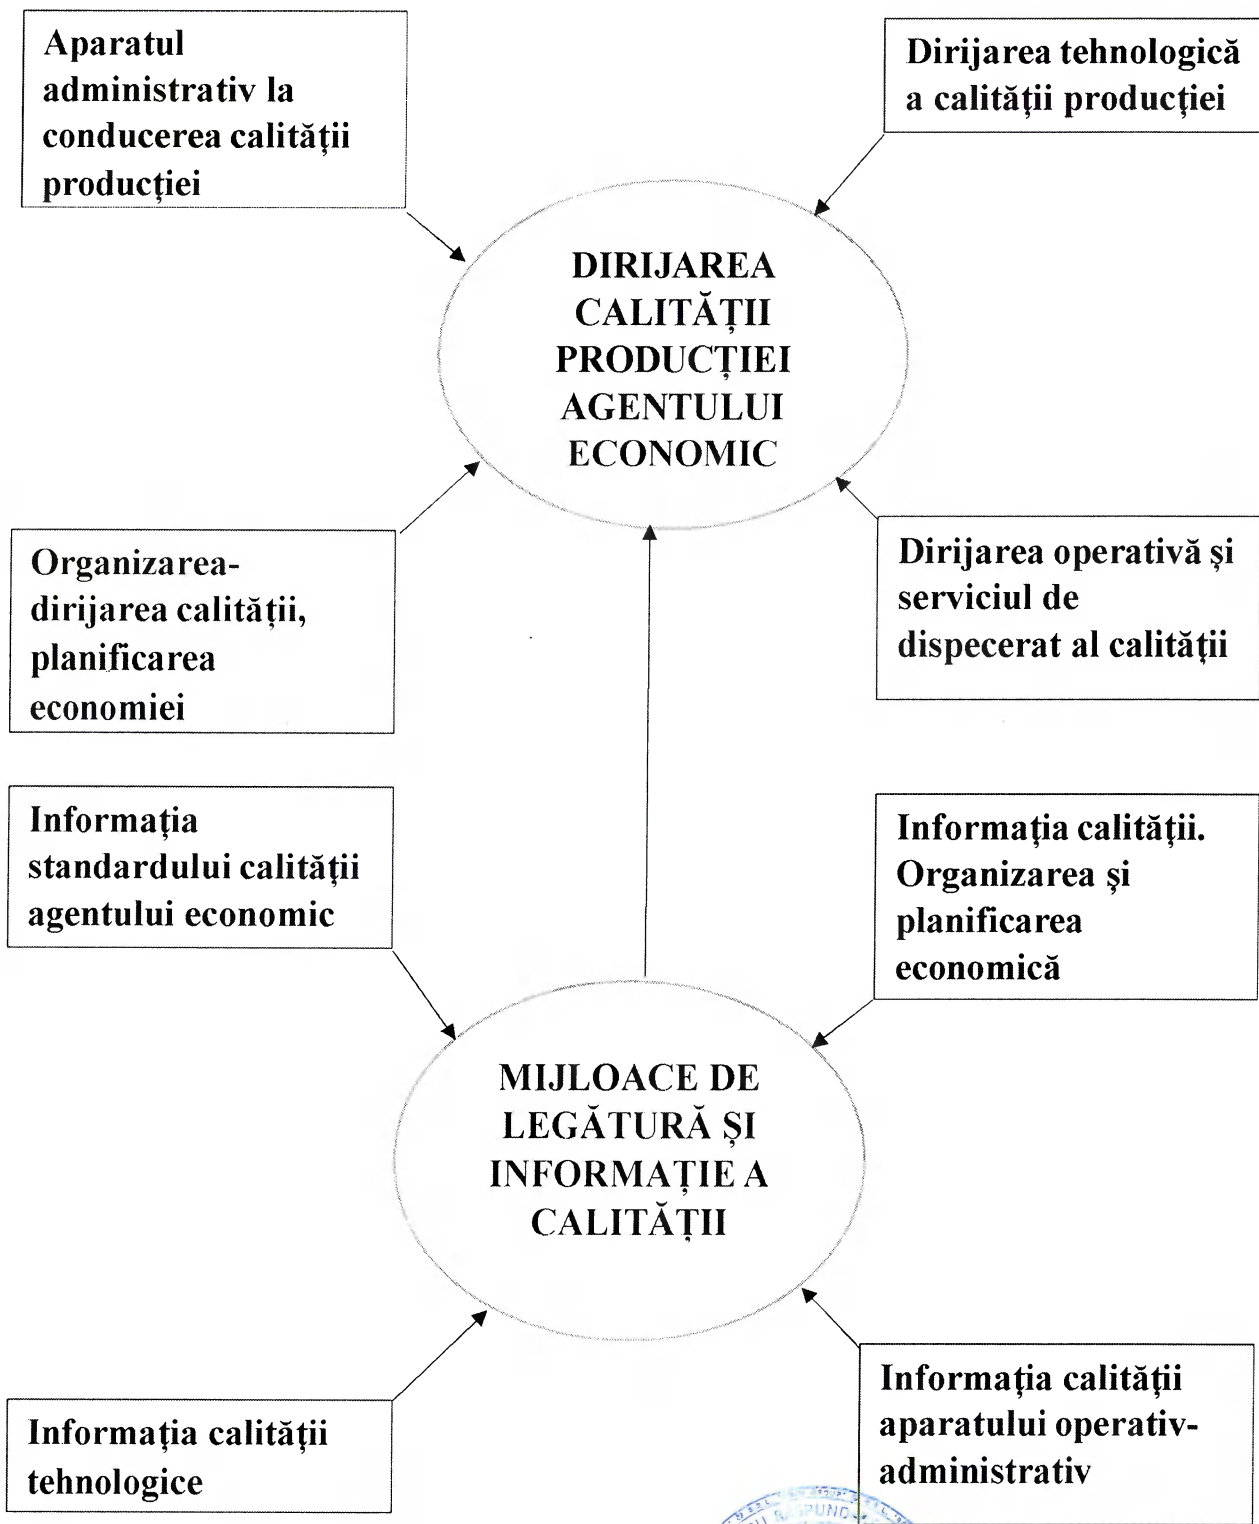 Aparatul
administrativ la
conducerea calității
producției
Dirijarea tehnologică
a calității producției
DIRIJAREA
CALITĂȚII
PRODUCȚIEI
AGENTULUI
ECONOMIC
Organizarea-
dirijarea calității,
planificarea
economiei
Dirijarea operativă și
serviciul de
dispecerat al calității
Informația
standardului calității
agentului economic
Informația calității.
Organizarea și
planificarea
economică
MIJLOACE DE
LEGĂTURĂ ȘI
INFORMAȚIE A
CALITĂȚII
Informația calității
tehnologice
Informația calității
aparatului operativ-
administrativ